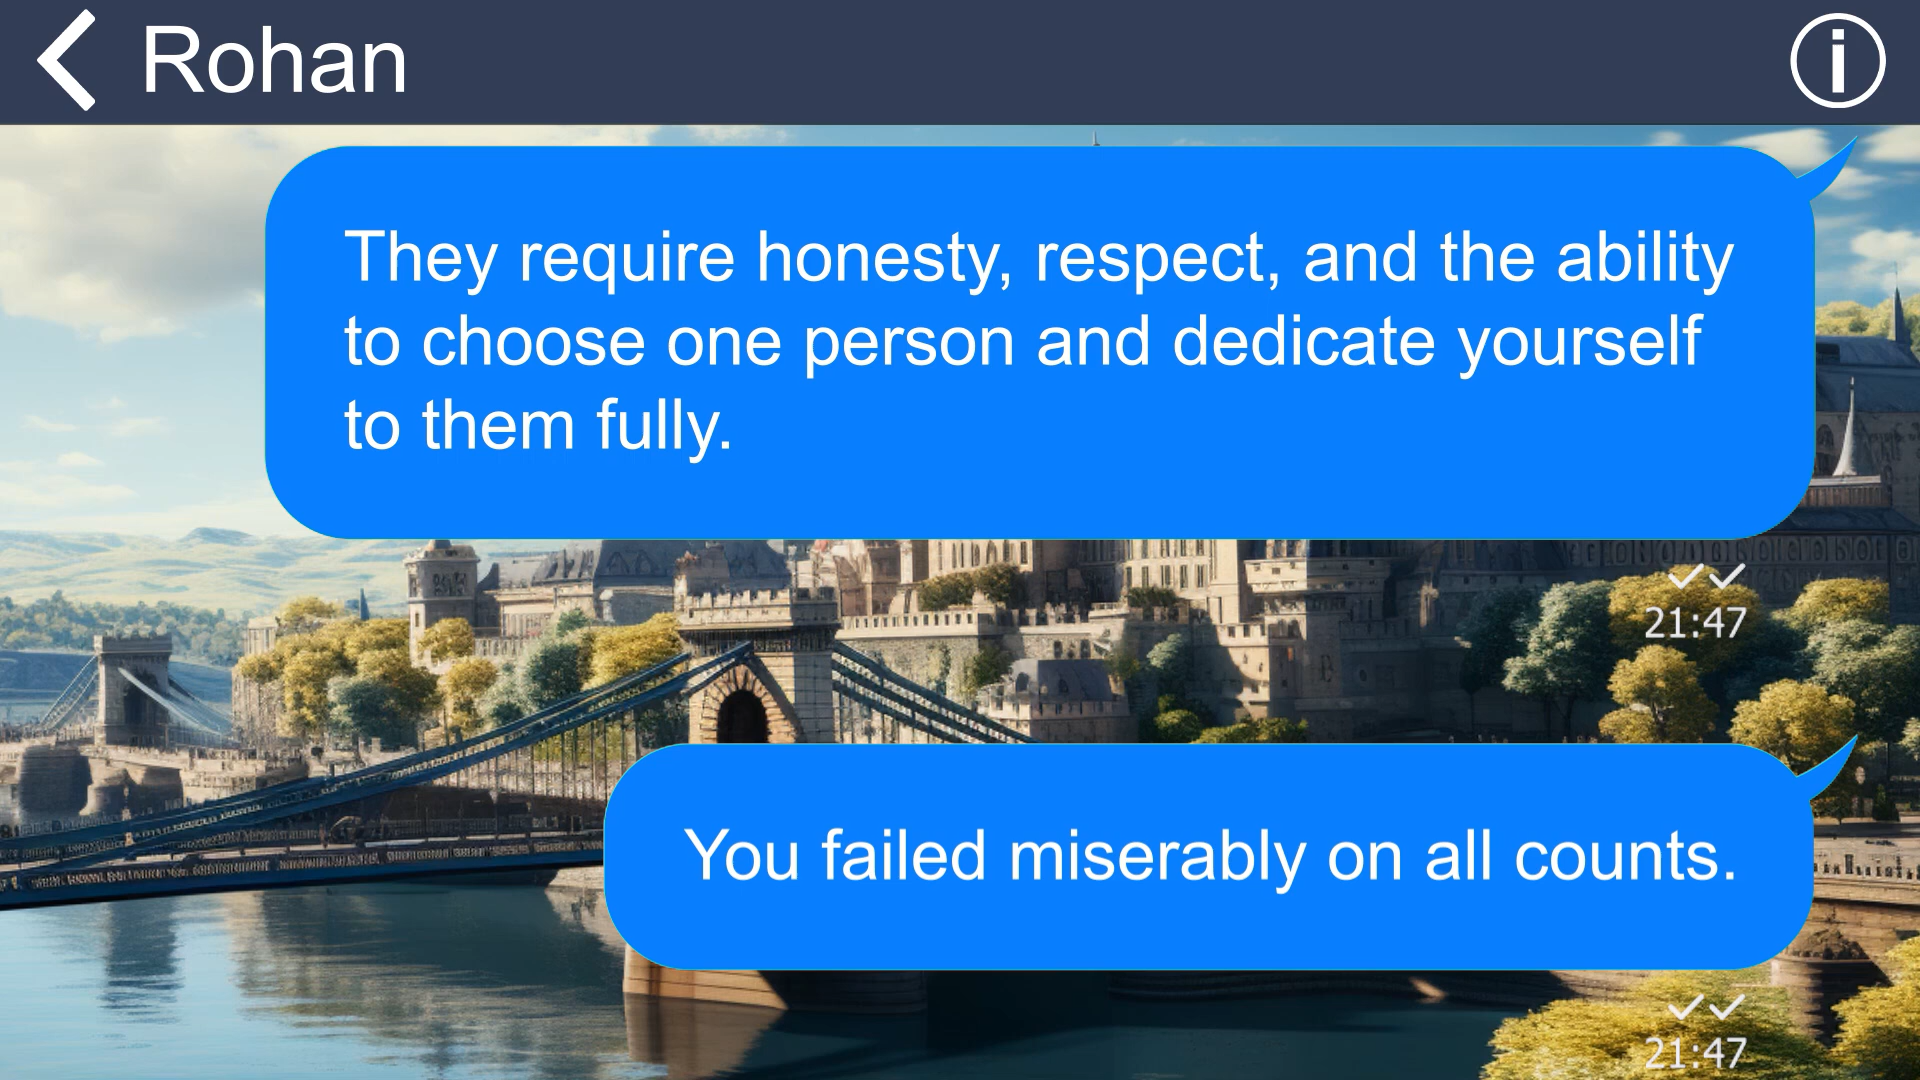 Rohan
They require honesty, respect, and the ability
to choose one person and dedicate yourself
to them fully.
21:47
You failed miserably on all counts.
21:47